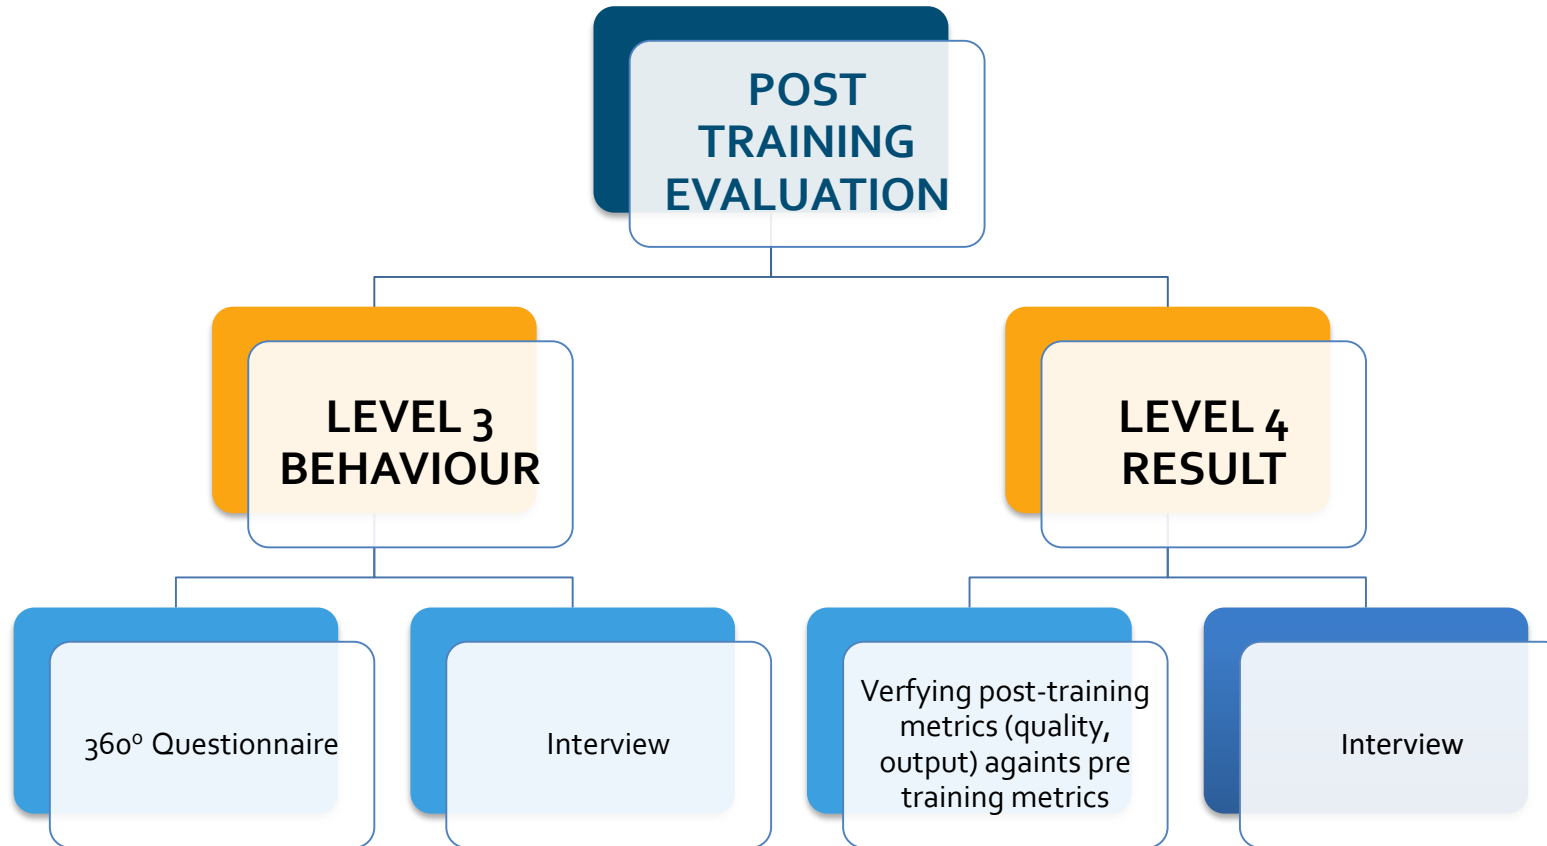 POST
TRAINING
EVALUATION
LEVEL 3
BEHAVIOUR
LEVEL 4
RESULT
360º Questionnaire
Interview
Verfying post-training
metrics (quality,
output) againts pre
training metrics
Interview